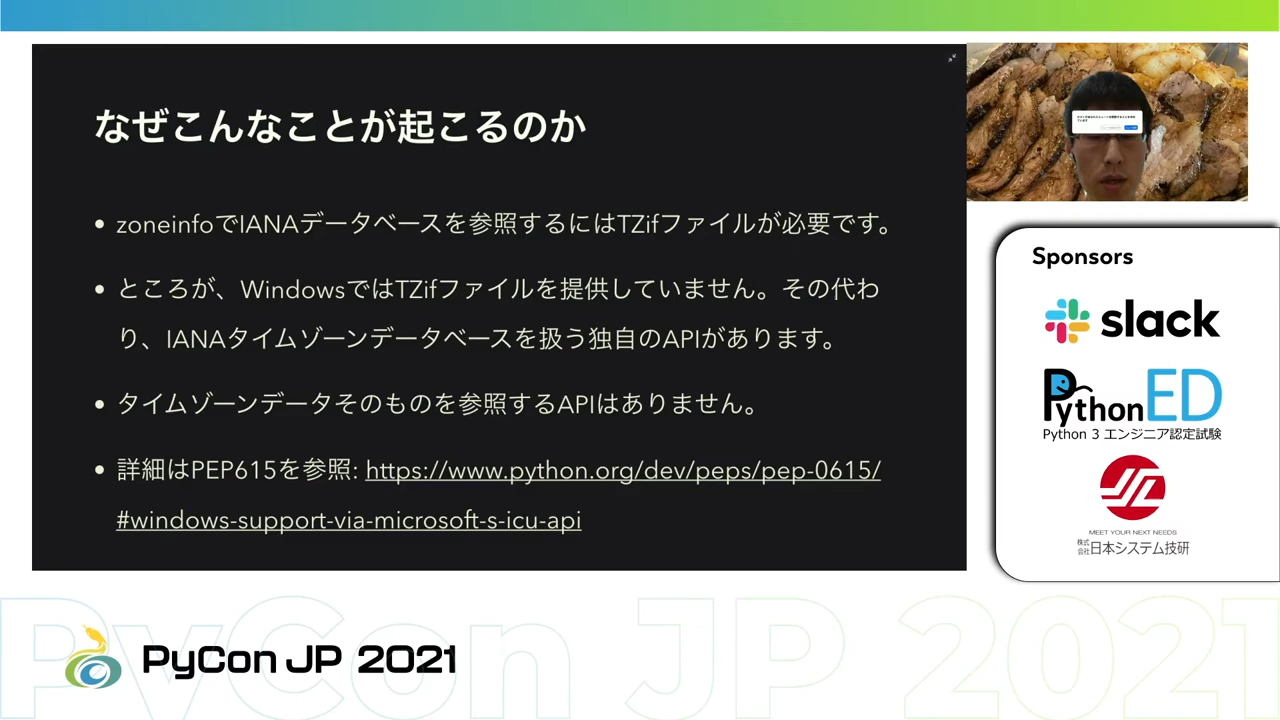 なぜこんなことが起こるのか
• zoneinfoでIANAデータベースを参照するにはTZifファイルが必要です。
• ところが、WindowsではTZifファイルを提供していません。その代わ
り、IANAタイムゾーンデータベースを扱う独自のAPIがあります。
• タイムゾーンデータそのものを参照するAPIはありません。
• 詳細はPEP615を参照: https://www.python.org/dev/peps/pep-0615/
#windows-support-via-microsoft-s-icu-api
Sponsors
slack
PythonED
Python 3 エンジニア認定試験
MEET YOUR NEXT NEEDS
株式会社日本システム技研
PyCon JP 2021
PyCon JP 2021